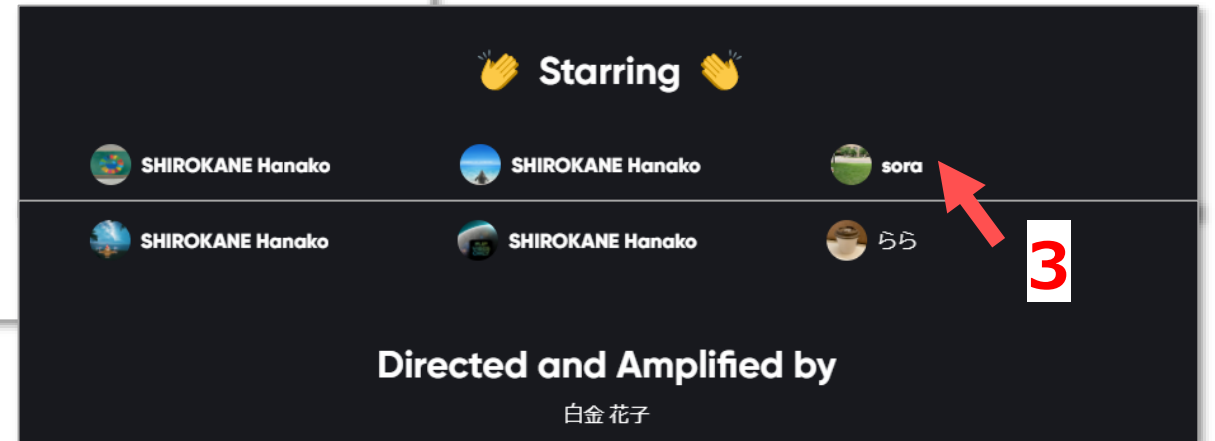 👏 Starring 👏
SHIROKANE Hanako SHIROKANE Hanako sora
SHIROKANE Hanako SHIROKANE Hanako らら
3
Directed and Amplified by
白金 花子